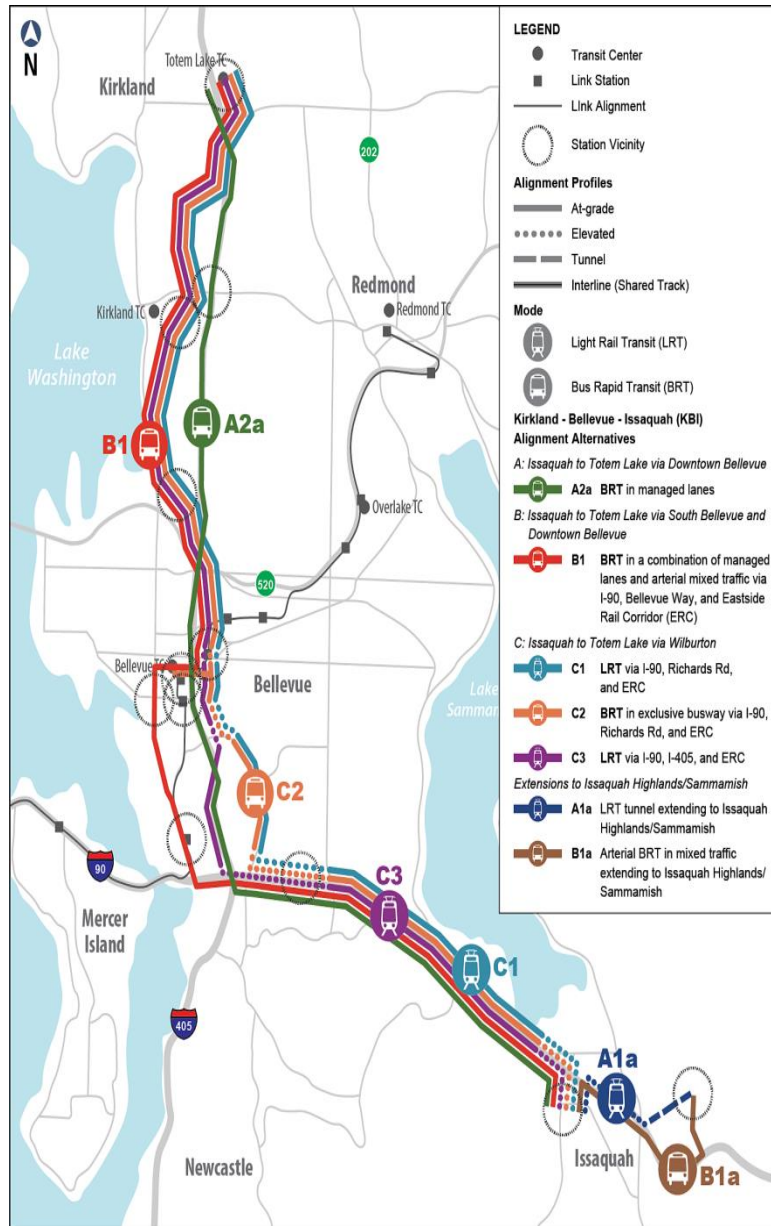 N
Totem Lake TC
Kirkland
202
Redmond
Redmond TC
Kirkland TC
Lake
Washington
A2a
B1
Overlake TC
520
Bellevue TC
Bellevue
Lake
Samma
C2
90
C3
Mercer
Island
C1
405
A1a
Issaquah
Newcastle
B1a
LEGEND
Transit Center
Link Station
LInk Alignment
Station Vicinity
Alignment Profiles
At-grade
Elevated
Tunnel
Interline (Shared Track)
Mode
Light Rail Transit (LRT)
Bus Rapid Transit (BRT)
Kirkland - Bellevue - Issaquah (KBI)
Alignment Alternatives
A: Issaquah to Totem Lake via Downtown Bellevue
A2a BRT in managed lanes
B: Issaquah to Totem Lake via South Bellevue and
Downtown Bellevue
B1 BRT in a combination of managed
lanes and arterial mixed traffic via
I-90, Bellevue Way, and Eastside
Rail Corridor (ERC)
C: Issaquah to Totem Lake via Wilburton
C1 LRT via I-90, Richards Rd,
and ERC
C2 BRT in exclusive busway via I-90,
Richards Rd, and ERC
C3 LRT via I-90, I-405, and ERC
Extensions to Issaquah Highlands/Sammamish
A1a LRT tunnel extending to Issaquah
Highlands/Sammamish
B1a Arterial BRT in mixed traffic
extending to Issaquah Highlands/
Sammamish